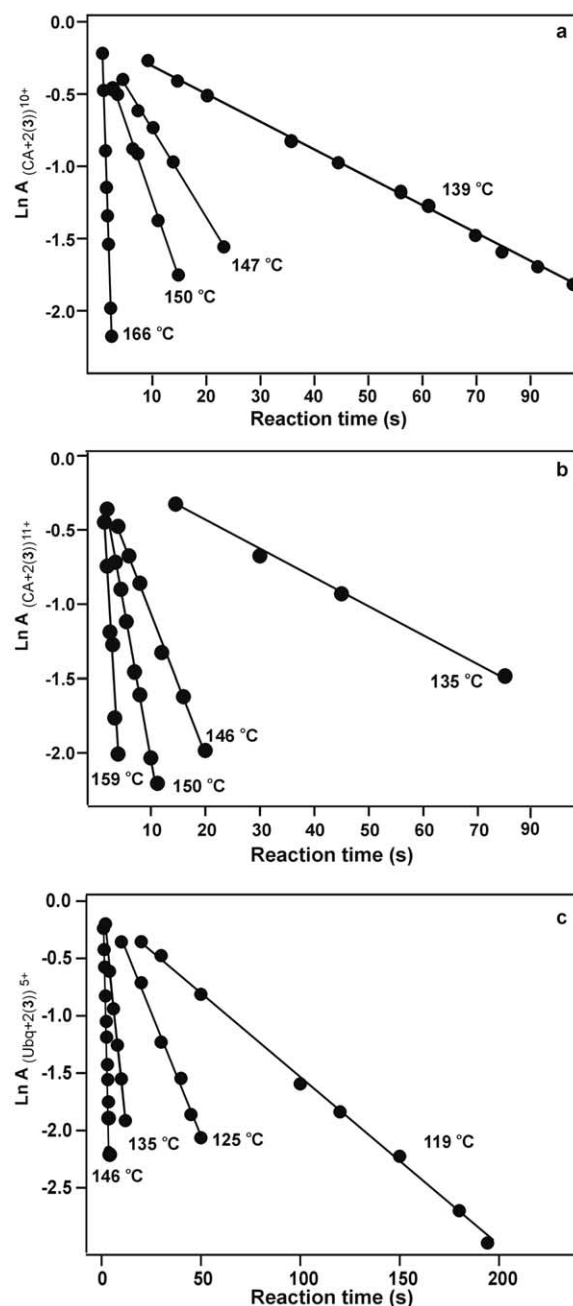 a
0.0
-0.5
-1.0
-1.5
-2.0
Ln A (CA+2(3))10+
139 °C
147 °C
150 °C
166 °C
10 20 30 40 50 60 70 80 90
Reaction time (s)
b
0.0
-0.5
-1.0
-1.5
-2.0
Ln A (CA+2(3))11+
135 °C
146 °C
159 °C
150 °C
10 20 30 40 50 60 70 75 90
Reaction time (s)
c
0.0
-0.5
-1.0
-1.5
-2.0
-2.5
Ln A (Ubq+2(3)) 5+
119 °C
135 °C
125 °C
146 °C
0 50 100 150 200
Reaction time (s)